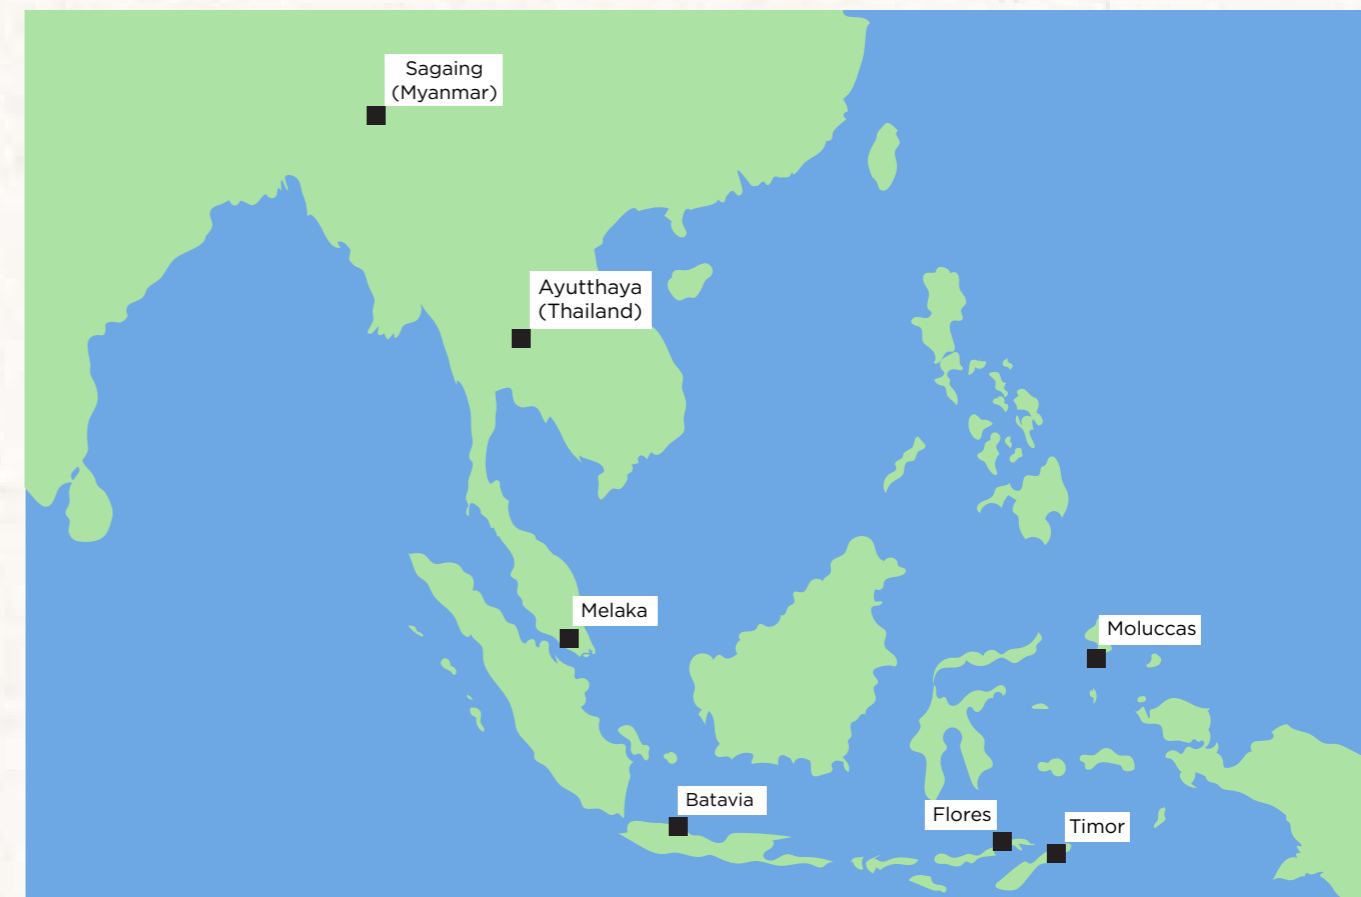 Sagaing
(Myanmar)
Ayutthaya
(Thailand)
Melaka
Moluccas
Batavia
Flores
Timor